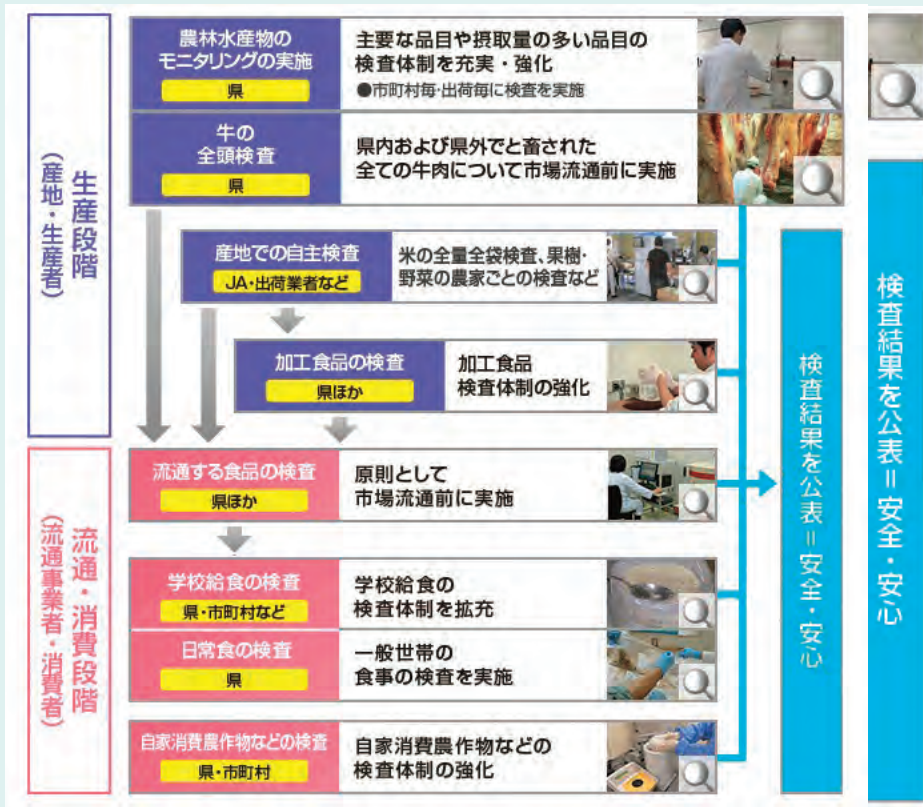 生産段階
(産地・生産者)
農林水産物の
モニタリングの実施
県
主要な品目や摂取量の多い品目の
検査体制を充実・強化
●市町村毎・出荷毎に検査を実施
牛の
全頭検査
県
県内および県外でと畜された
全ての牛肉について市場流通前に実施
産地での自主検査
JA・出荷業者など
米の全量全袋検査、果樹・
野菜の農家ごとの検査など
加工食品の検査
県ほか
加工食品
検査体制の強化
流通・消費段階
(流通事業者・消費者)
流通する食品の検査
県ほか
原則として
市場流通前に実施
学校給食の検査
県・市町村など
学校給食の
検査体制を拡充
日常食の検査
県
一般世帯の
食事の検査を実施
自家消費農作物などの検査
県・市町村
自家消費農作物などの
検査体制の強化
検査結果を公表=安全・安心
検査結果を公表=安全・安心